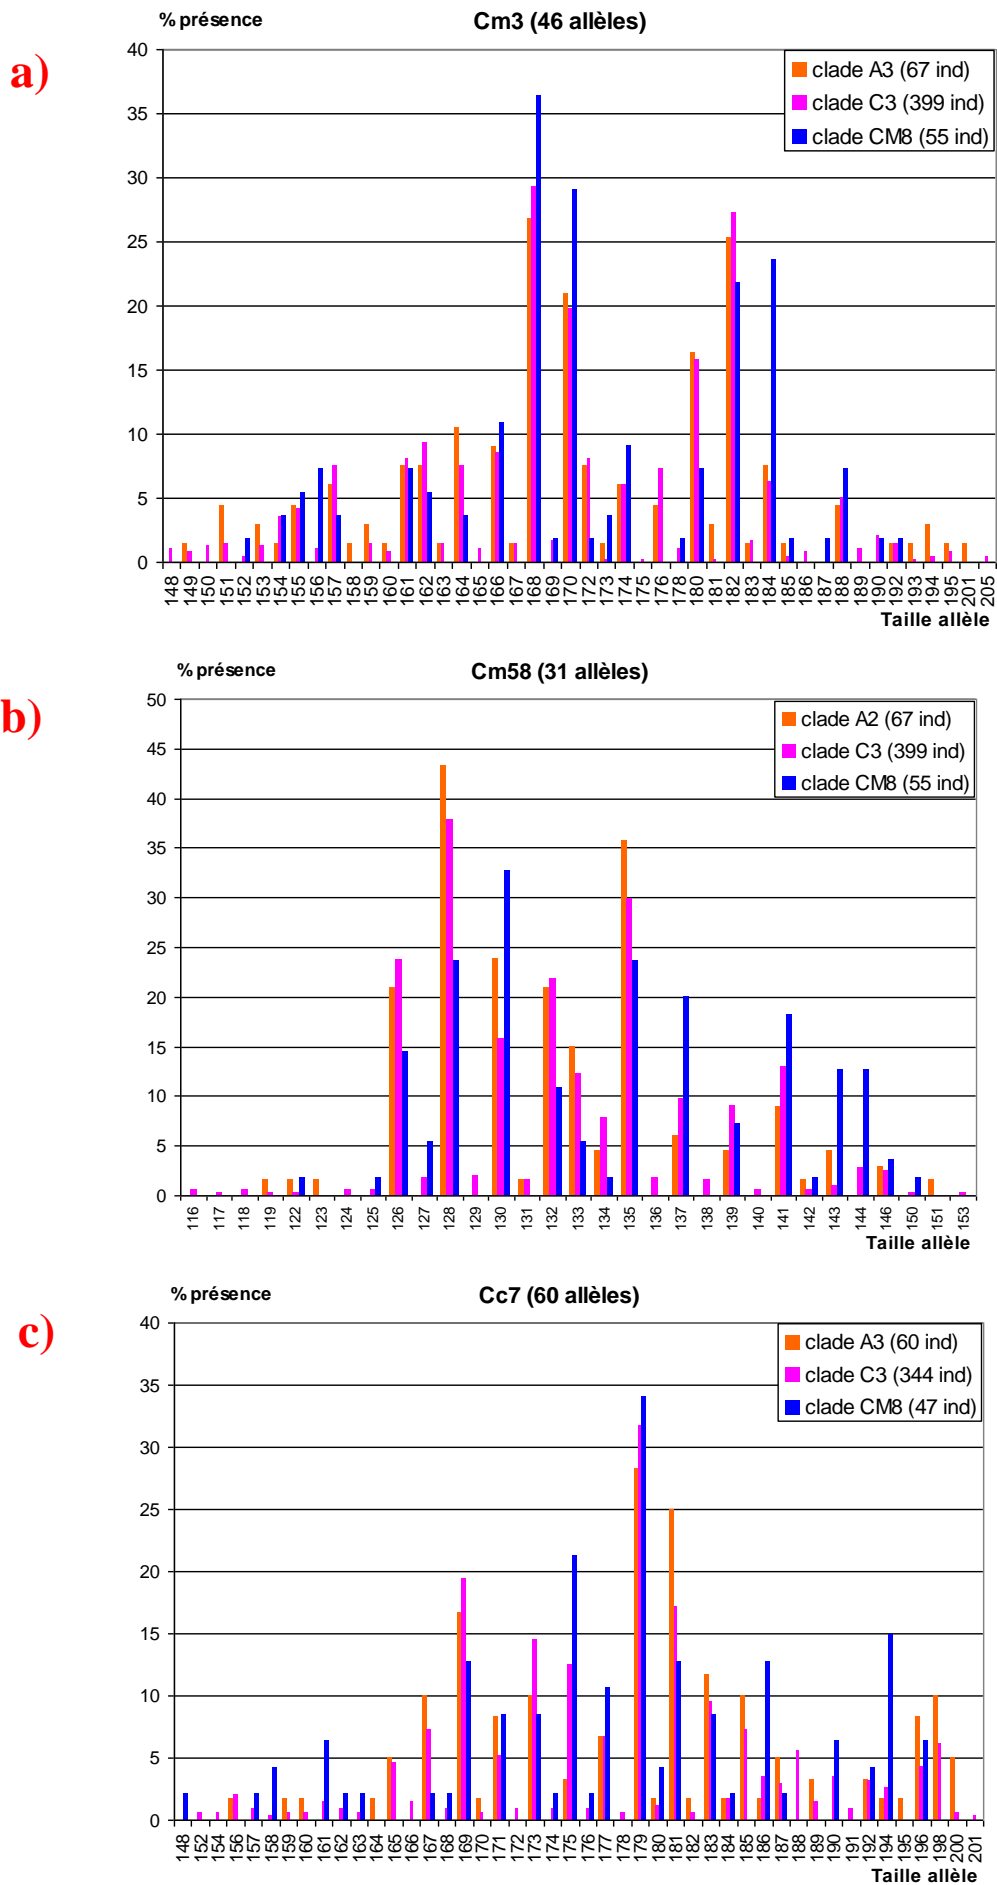 % présence
Cm3 (46 allèles)
a)
clade A3 (67 ind)
clade C3 (399 ind)
clade CM8 (55 ind)
40
35
30
25
20
15
10
5
0
148 149 150 151 152 153 154 155 156 157 158 159 160 161 162 163 164 165 166 167 168 169 170 172 173 174 175 176 178 180 181 182 183 184 185 186 187 188 189 190 192 193 194 195 201 205
Taille allèle
% présence
Cm58 (31 allèles)
b)
clade A2 (67 ind)
clade C3 (399 ind)
clade CM8 (55 ind)
50
45
40
35
30
25
20
15
10
5
0
116 117 118 119 122 123 124 125 126 127 128 129 130 131 132 133 134 135 136 137 138 139 140 141 142 143 144 146 150 151 153
Taille allèle
% présence
Cc7 (60 allèles)
c)
clade A3 (60 ind)
clade C3 (344 ind)
clade CM8 (47 ind)
40
35
30
25
20
15
10
5
0
148 152 154 156 157 158 159 160 161 162 163 164 165 166 167 168 169 170 171 172 173 174 175 176 177 178 179 180 181 182 183 184 185 186 187 188 189 190 191 192 194 195 196 198 200 201
Taille allèle